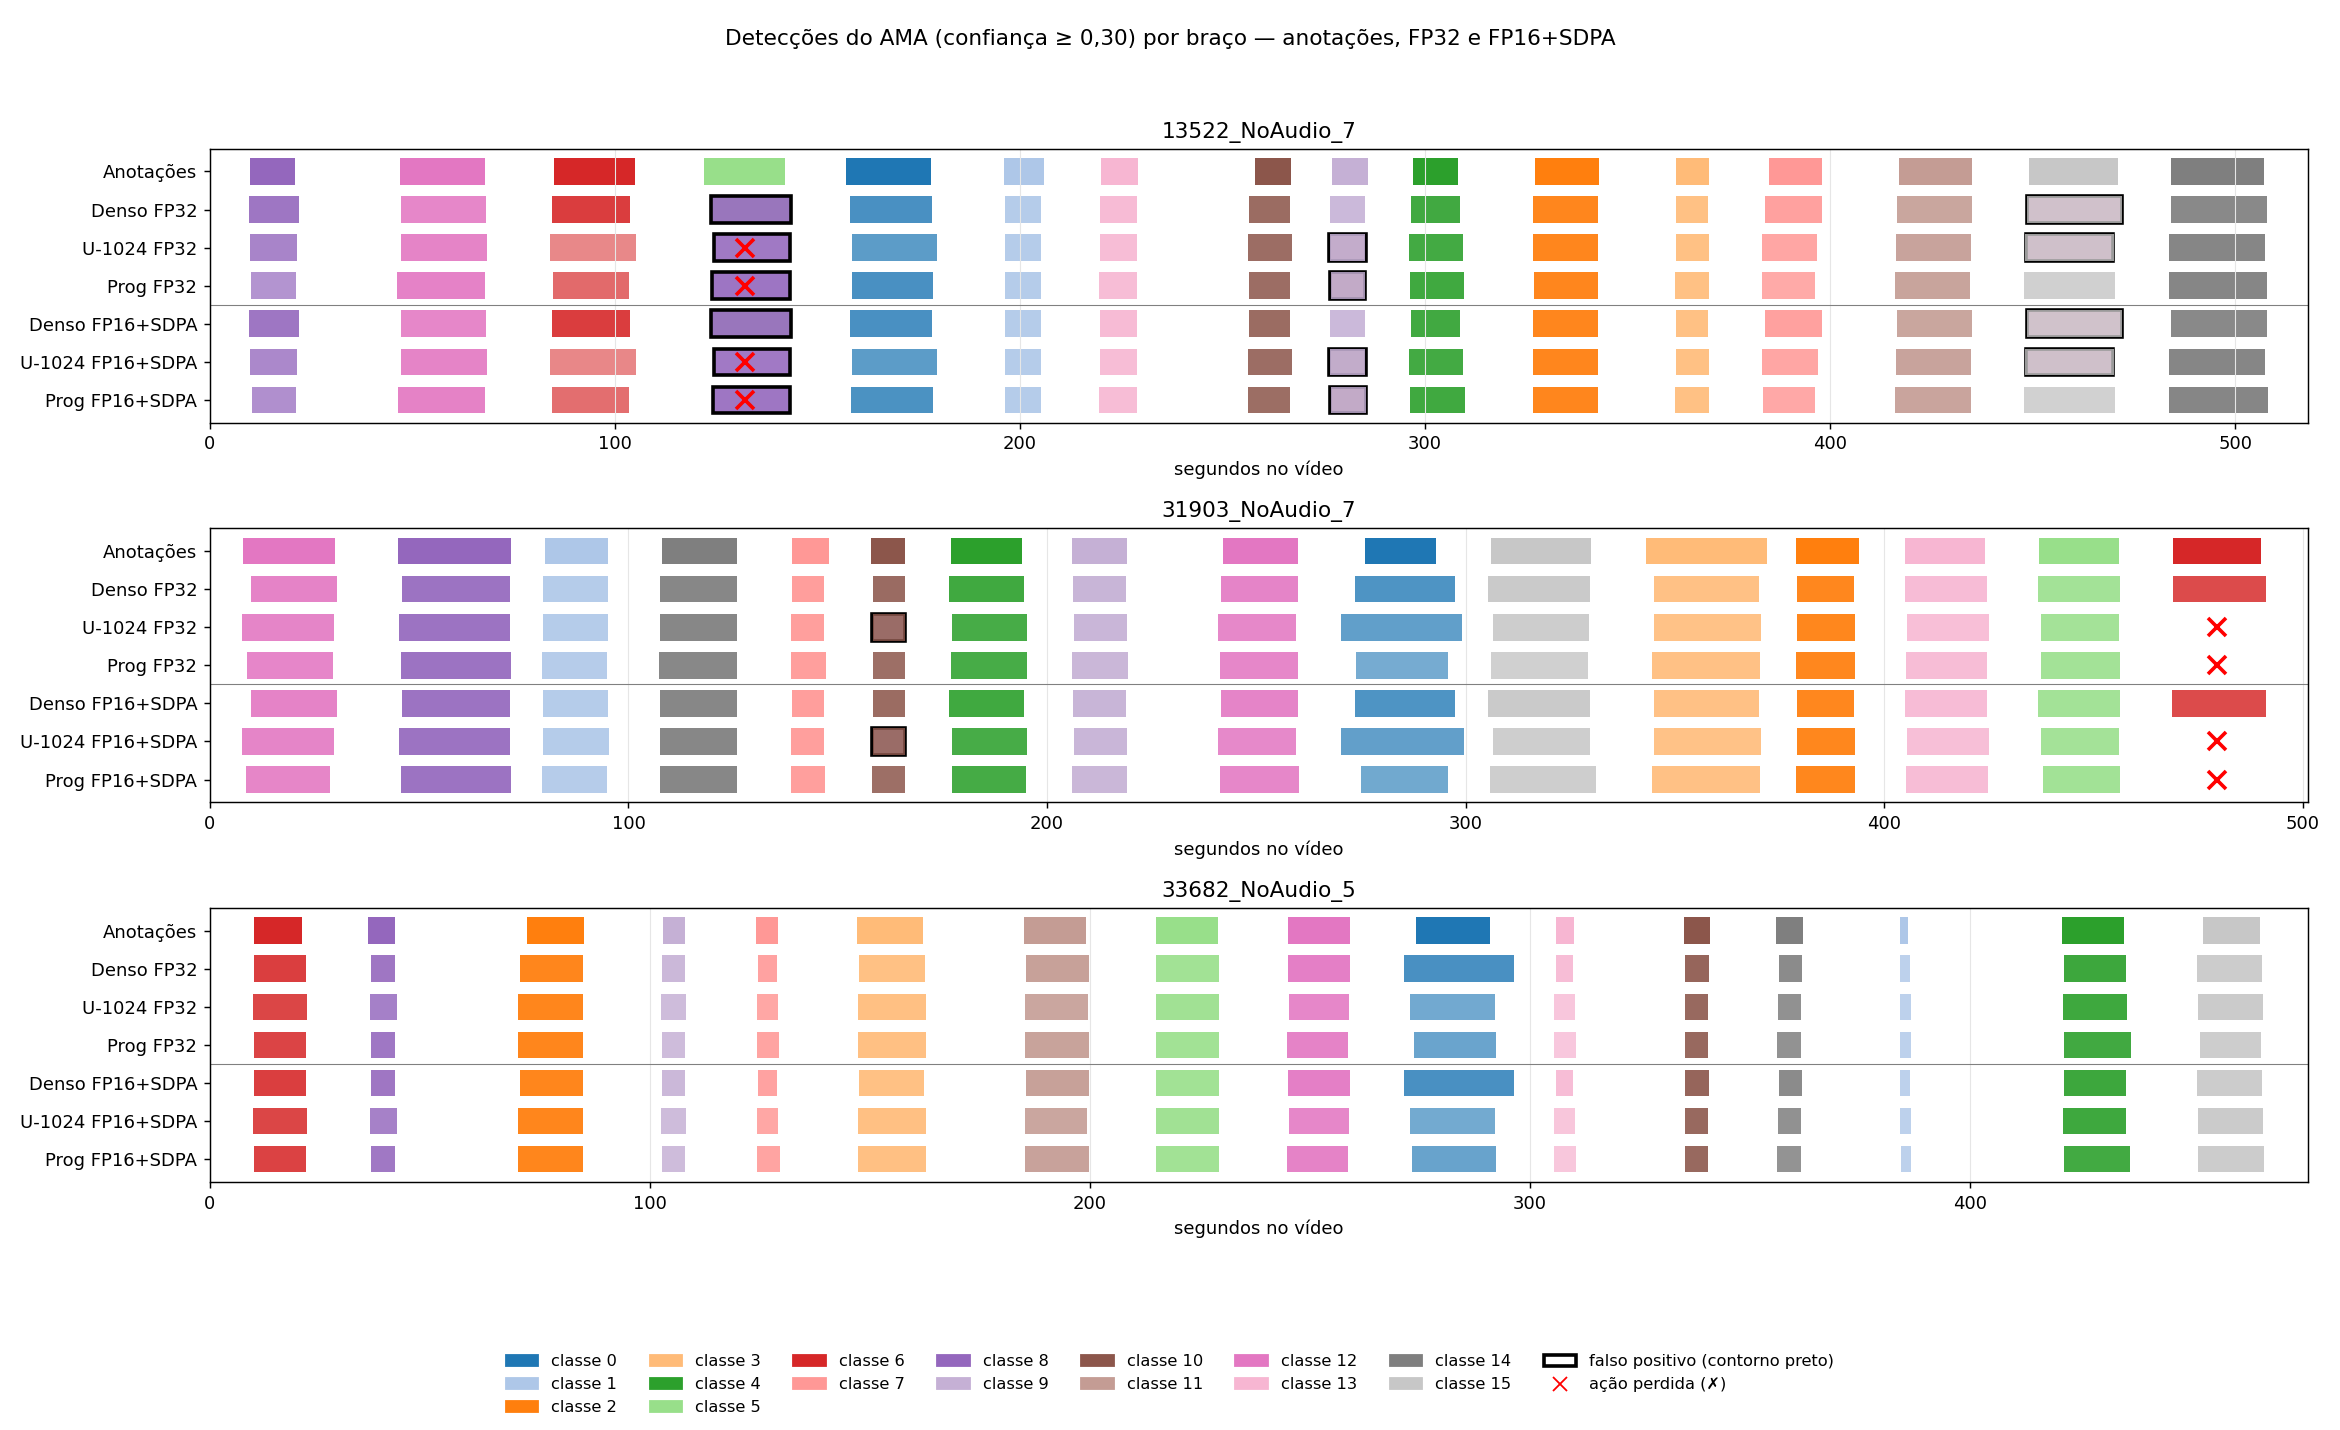 Detecções do AMA (confiança ≥ 0,30) por braço — anotações, FP32 e FP16+SDPA
13522_NoAudio_7
Anotações
Denso FP32
U-1024 FP32
Prog FP32
Denso FP16+SDPA
U-1024 FP16+SDPA
Prog FP16+SDPA
0 100 200 300 400 500
segundos no vídeo
31903_NoAudio_7
Anotações
Denso FP32
U-1024 FP32
Prog FP32
Denso FP16+SDPA
U-1024 FP16+SDPA
Prog FP16+SDPA
0 100 200 300 400 500
segundos no vídeo
33682_NoAudio_5
Anotações
Denso FP32
U-1024 FP32
Prog FP32
Denso FP16+SDPA
U-1024 FP16+SDPA
Prog FP16+SDPA
0 100 200 300 400
segundos no vídeo
classe 0 classe 3 classe 6 classe 8 classe 10 classe 12 classe 14 falso positivo (contorno preto)
classe 1 classe 4 classe 7 classe 9 classe 11 classe 13 classe 15 ação perdida (✗)
classe 2 classe 5